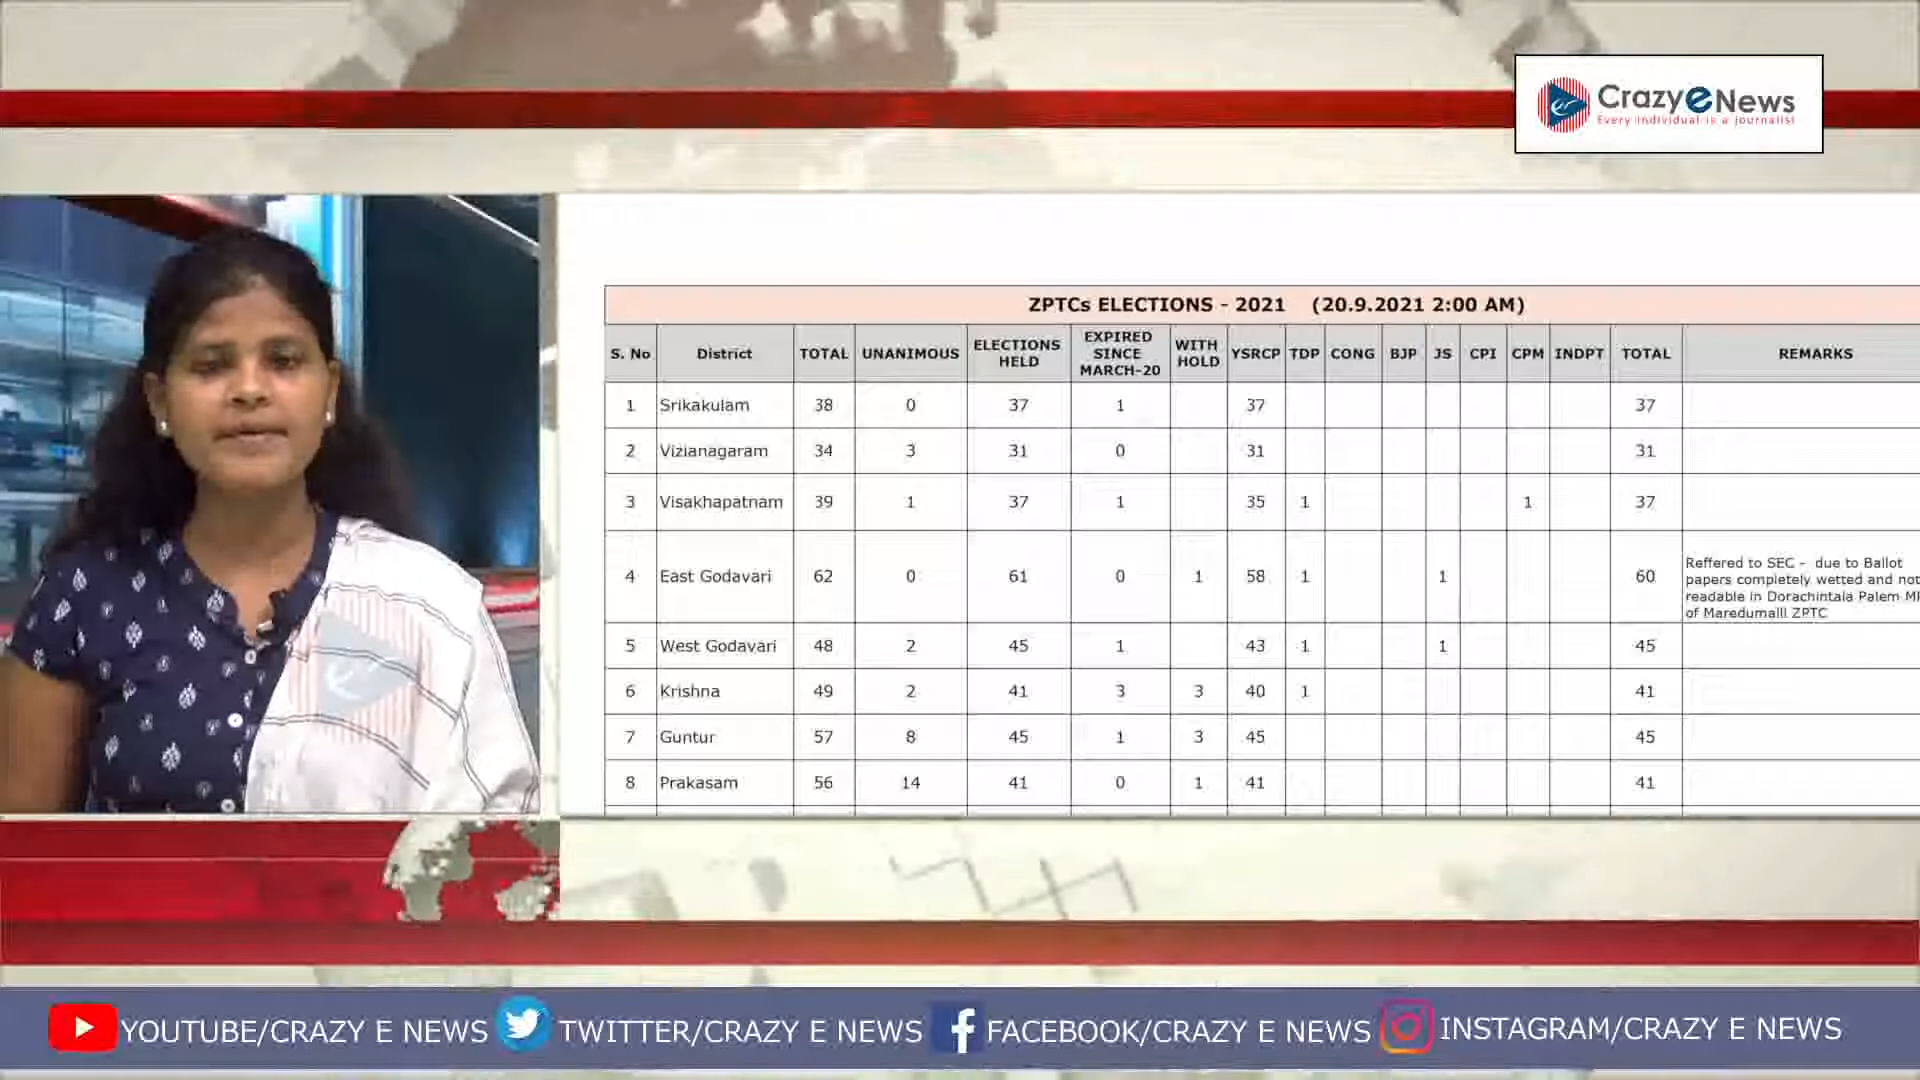 Crazy e News
Every individual is a journalist
ZPTCs ELECTIONS - 2021 (20.9.2021 2:00 AM)
S. No District TOTAL UNANIMOUS ELECTIONS HELD EXPIRED SINCE MARCH-20 WITH HOLD YSRCP TDP CONG BJP JS CPI CPM INDPT TOTAL REMARKS
1 Srikakulam 38 0 37 1 37 37
2 Vizianagaram 34 3 31 0 31 31
3 Visakhapatnam 39 1 37 1 35 1 1 37
4 East Godavari 62 0 61 0 1 58 1 1 60
Reffered to SEC - due to Ballot
papers completely wetted and not
readable in Dorachintala Palem
of Maredumalli ZPTC
5 West Godavari 48 2 45 1 43 1 1 45
6 Krishna 49 2 41 3 3 40 1 41
7 Guntur 57 8 45 1 3 45 45
8 Prakasam 56 14 41 0 1 41 41
YOUTUBE/CRAZY E NEWS TWITTER/CRAZY E NEWS FACEBOOK/CRAZY E NEWS INSTAGRAM/CRAZY E NEWS